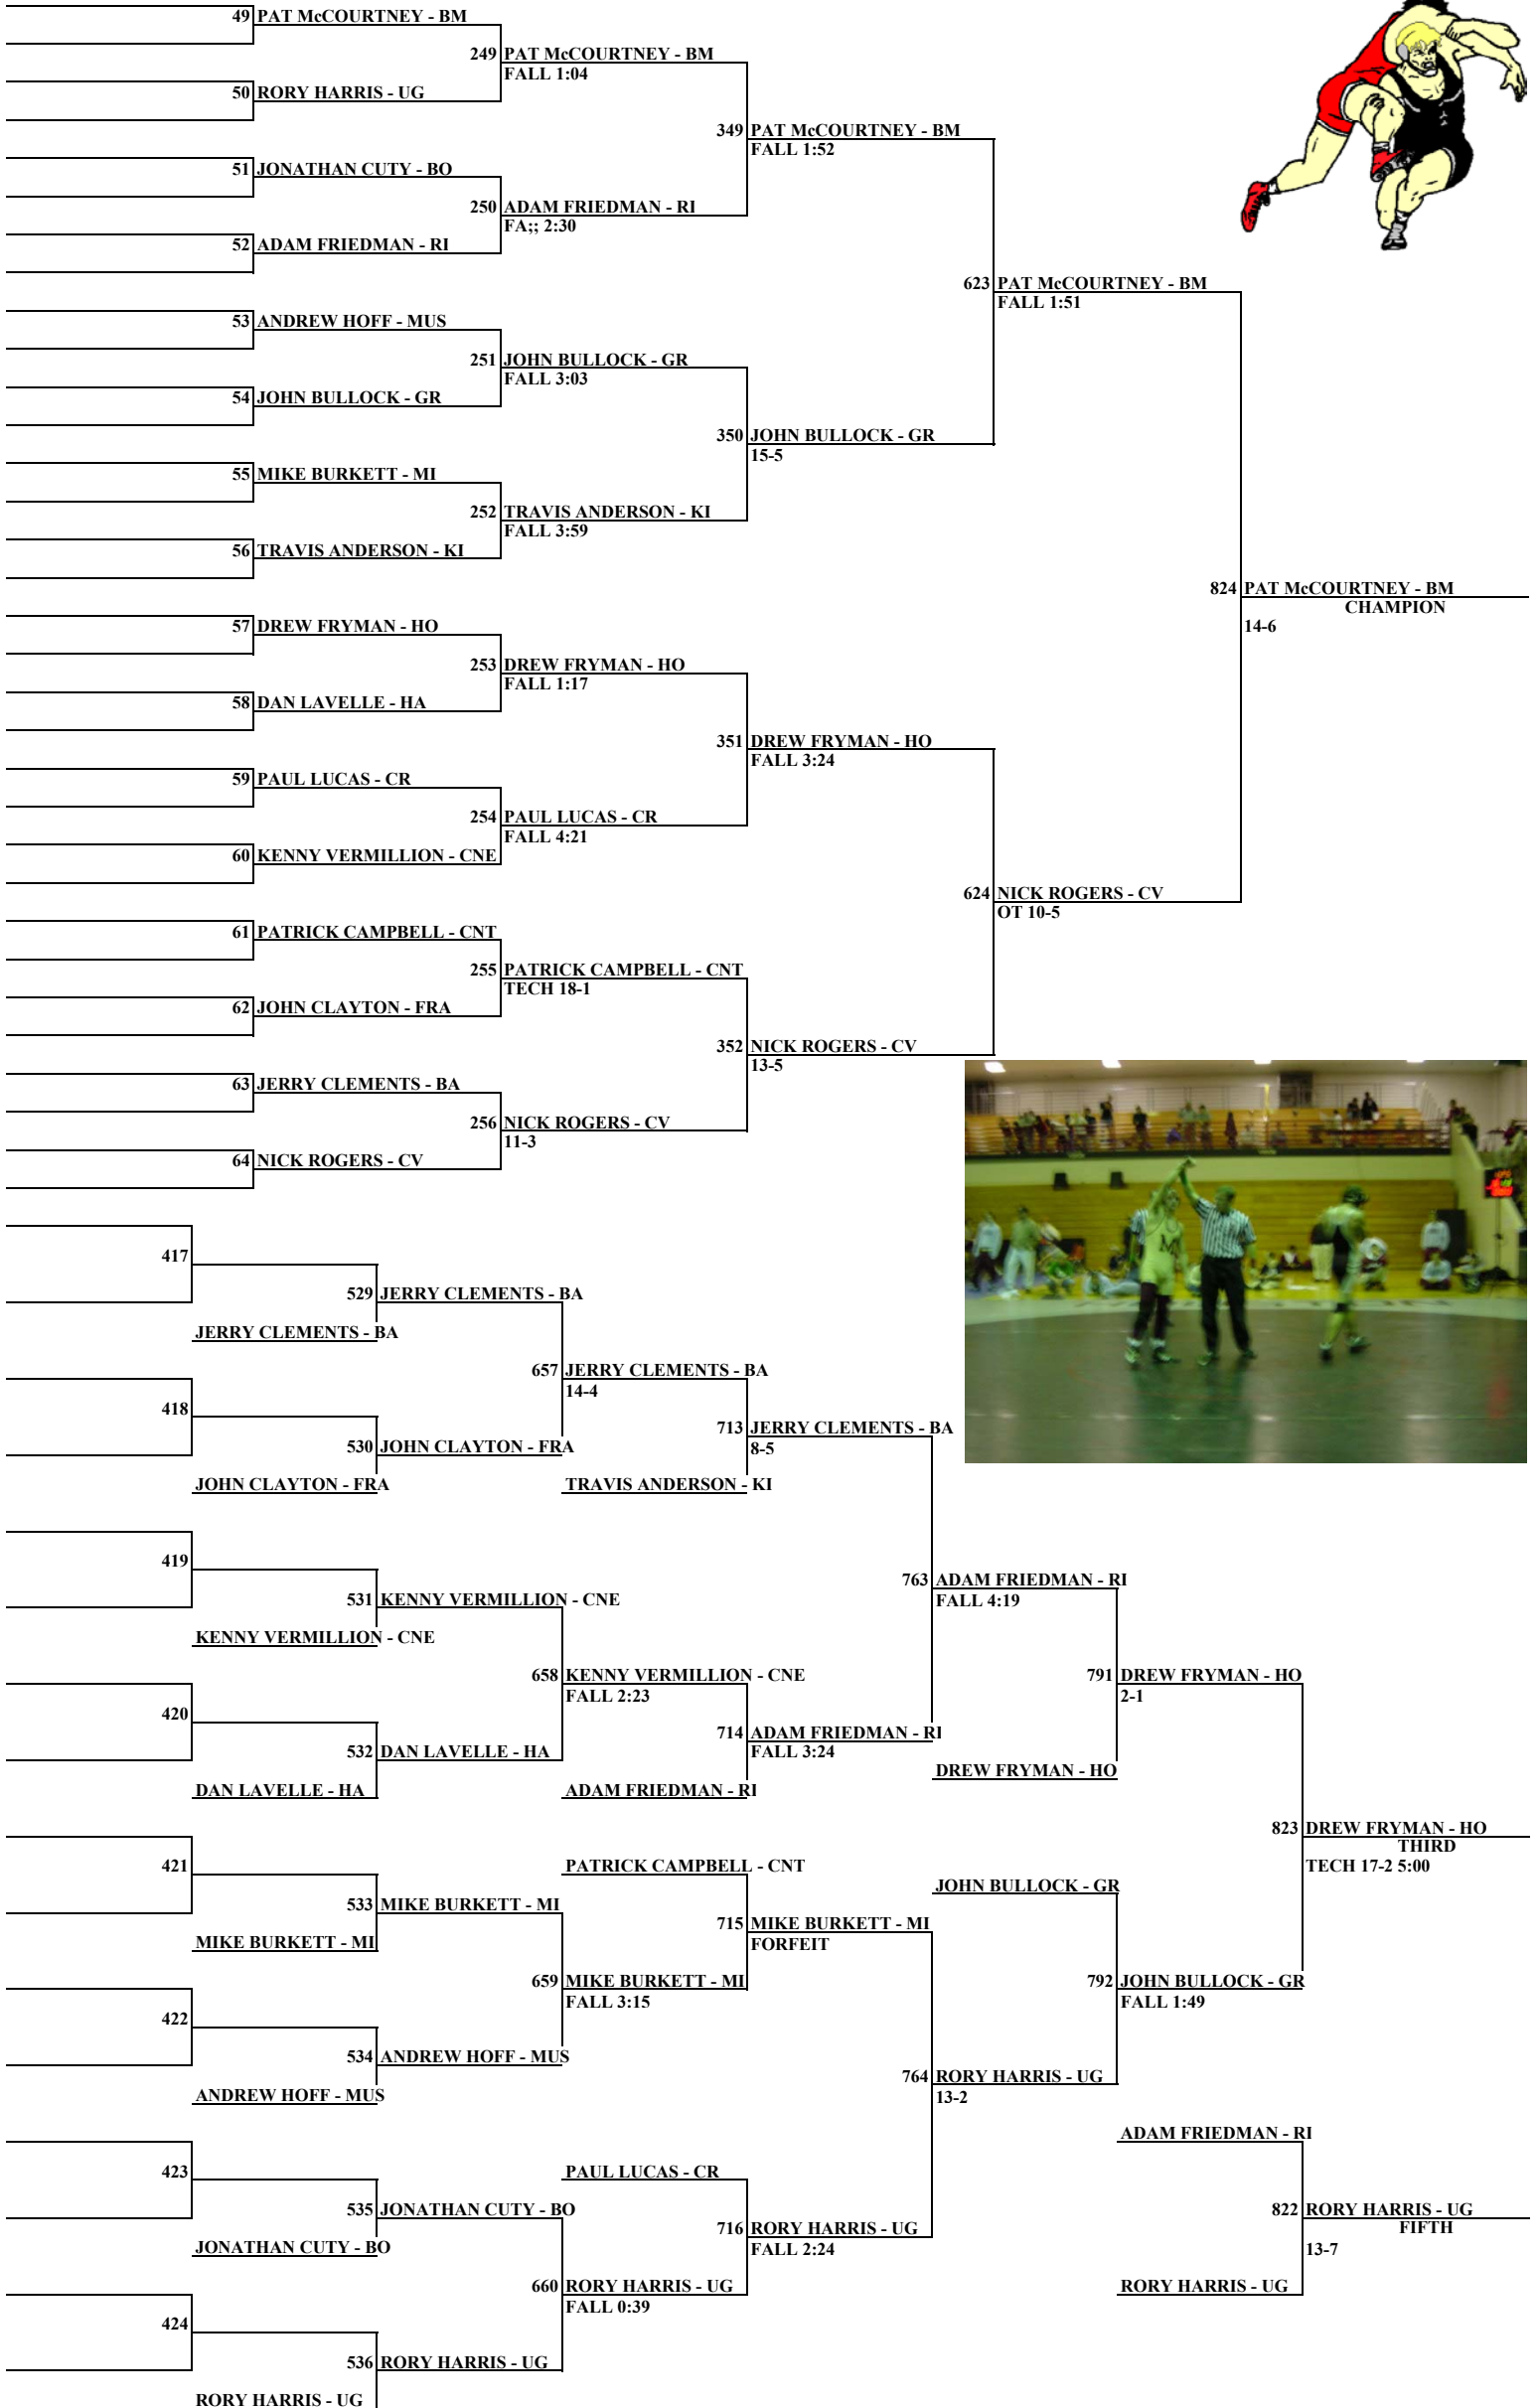 49 PAT McCOURTNEY - BM
249 PAT McCOURTNEY - BM
FALL 1:04
50 RORY HARRIS - UG
349 PAT McCOURTNEY - BM
FALL 1:52
51 JONATHAN CUTY - BO
250 ADAM FRIEDMAN - RI
FA;; 2:30
52 ADAM FRIEDMAN - RI
623 PAT McCOURTNEY - BM
FALL 1:51
53 ANDREW HOFF - MUS
251 JOHN BULLOCK - GR
FALL 3:03
54 JOHN BULLOCK - GR
350 JOHN BULLOCK - GR
15-5
55 MIKE BURKETT - MI
252 TRAVIS ANDERSON - KI
FALL 3:59
56 TRAVIS ANDERSON - KI
824 PAT McCOURTNEY - BM
CHAMPION
14-6
57 DREW FRYMAN - HO
253 DREW FRYMAN - HO
FALL 1:17
58 DAN LAVELLE - HA
351 DREW FRYMAN - HO
FALL 3:24
59 PAUL LUCAS - CR
254 PAUL LUCAS - CR
FALL 4:21
60 KENNY VERMILLION - CNE
624 NICK ROGERS - CV
OT 10-5
61 PATRICK CAMPBELL - CNT
255 PATRICK CAMPBELL - CNT
TECH 18-1
62 JOHN CLAYTON - FRA
352 NICK ROGERS - CV
13-5
63 JERRY CLEMENTS - BA
256 NICK ROGERS - CV
11-3
64 NICK ROGERS - CV
417
529 JERRY CLEMENTS - BA
JERRY CLEMENTS - BA
657 JERRY CLEMENTS - BA
14-4
418
713 JERRY CLEMENTS - BA
8-5
530 JOHN CLAYTON - FRA
JOHN CLAYTON - FRA
TRAVIS ANDERSON - KI
419
763 ADAM FRIEDMAN - RI
FALL 4:19
531 KENNY VERMILLION - CNE
KENNY VERMILLION - CNE
658 KENNY VERMILLION - CNE
FALL 2:23
791 DREW FRYMAN - HO
2-1
420
714 ADAM FRIEDMAN - RI
FALL 3:24
532 DAN LAVELLE - HA
DREW FRYMAN - HO
DAN LAVELLE - HA
ADAM FRIEDMAN - RI
823 DREW FRYMAN - HO
THIRD
TECH 17-2 5:00
421
PATRICK CAMPBELL - CNT
JOHN BULLOCK - GR
533 MIKE BURKETT - MI
715 MIKE BURKETT - MI
FORFEIT
MIKE BURKETT - MI
659 MIKE BURKETT - MI
FALL 3:15
792 JOHN BULLOCK - GR
FALL 1:49
422
534 ANDREW HOFF - MUS
764 RORY HARRIS - UG
13-2
ANDREW HOFF - MUS
ADAM FRIEDMAN - RI
423
PAUL LUCAS - CR
535 JONATHAN CUTY - BO
822 RORY HARRIS - UG
FIFTH
13-7
716 RORY HARRIS - UG
FALL 2:24
JONATHAN CUTY - BO
660 RORY HARRIS - UG
FALL 0:39
RORY HARRIS - UG
424
536 RORY HARRIS - UG
RORY HARRIS - UG